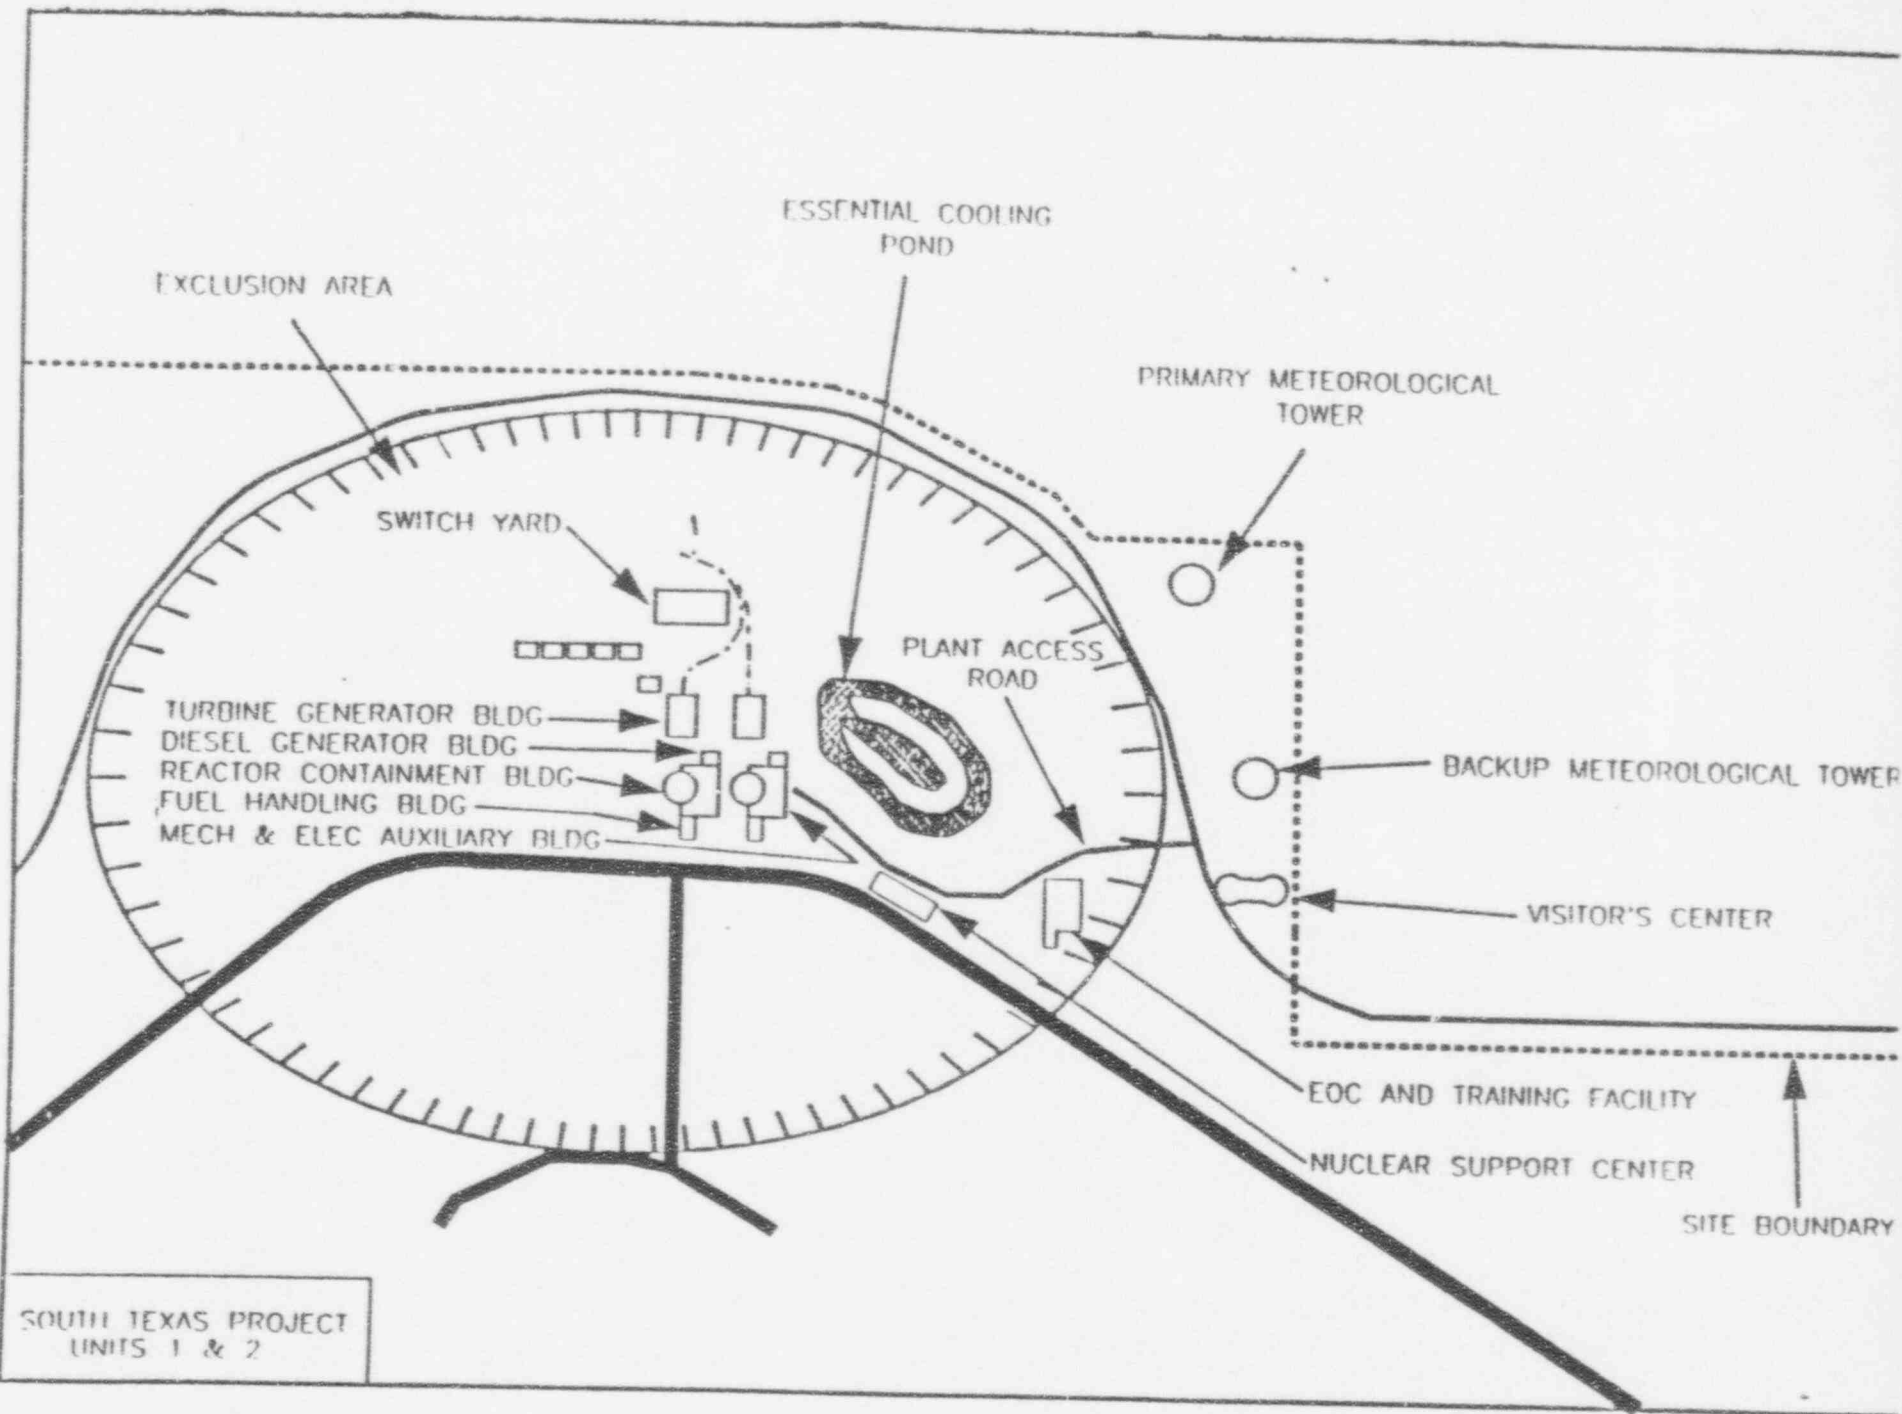 ESSENTIAL COOLING
POND
EXCLUSION AREA
PRIMARY METEOROLOGICAL
TOWER
SWITCH YARD
PLANT ACCESS
ROAD
TURBINE GENERATOR BLDG
DIESEL GENERATOR BLDG
REACTOR CONTAINMENT BLDG
FUEL HANDLING BLDG
MECH & ELEC AUXILIARY BLDG
BACKUP METEOROLOGICAL TOWER
VISITOR'S CENTER
EOC AND TRAINING FACILITY
NUCLEAR SUPPORT CENTER
SITE BOUNDARY
SOUTH TEXAS PROJECT
UNITS 1 & 2